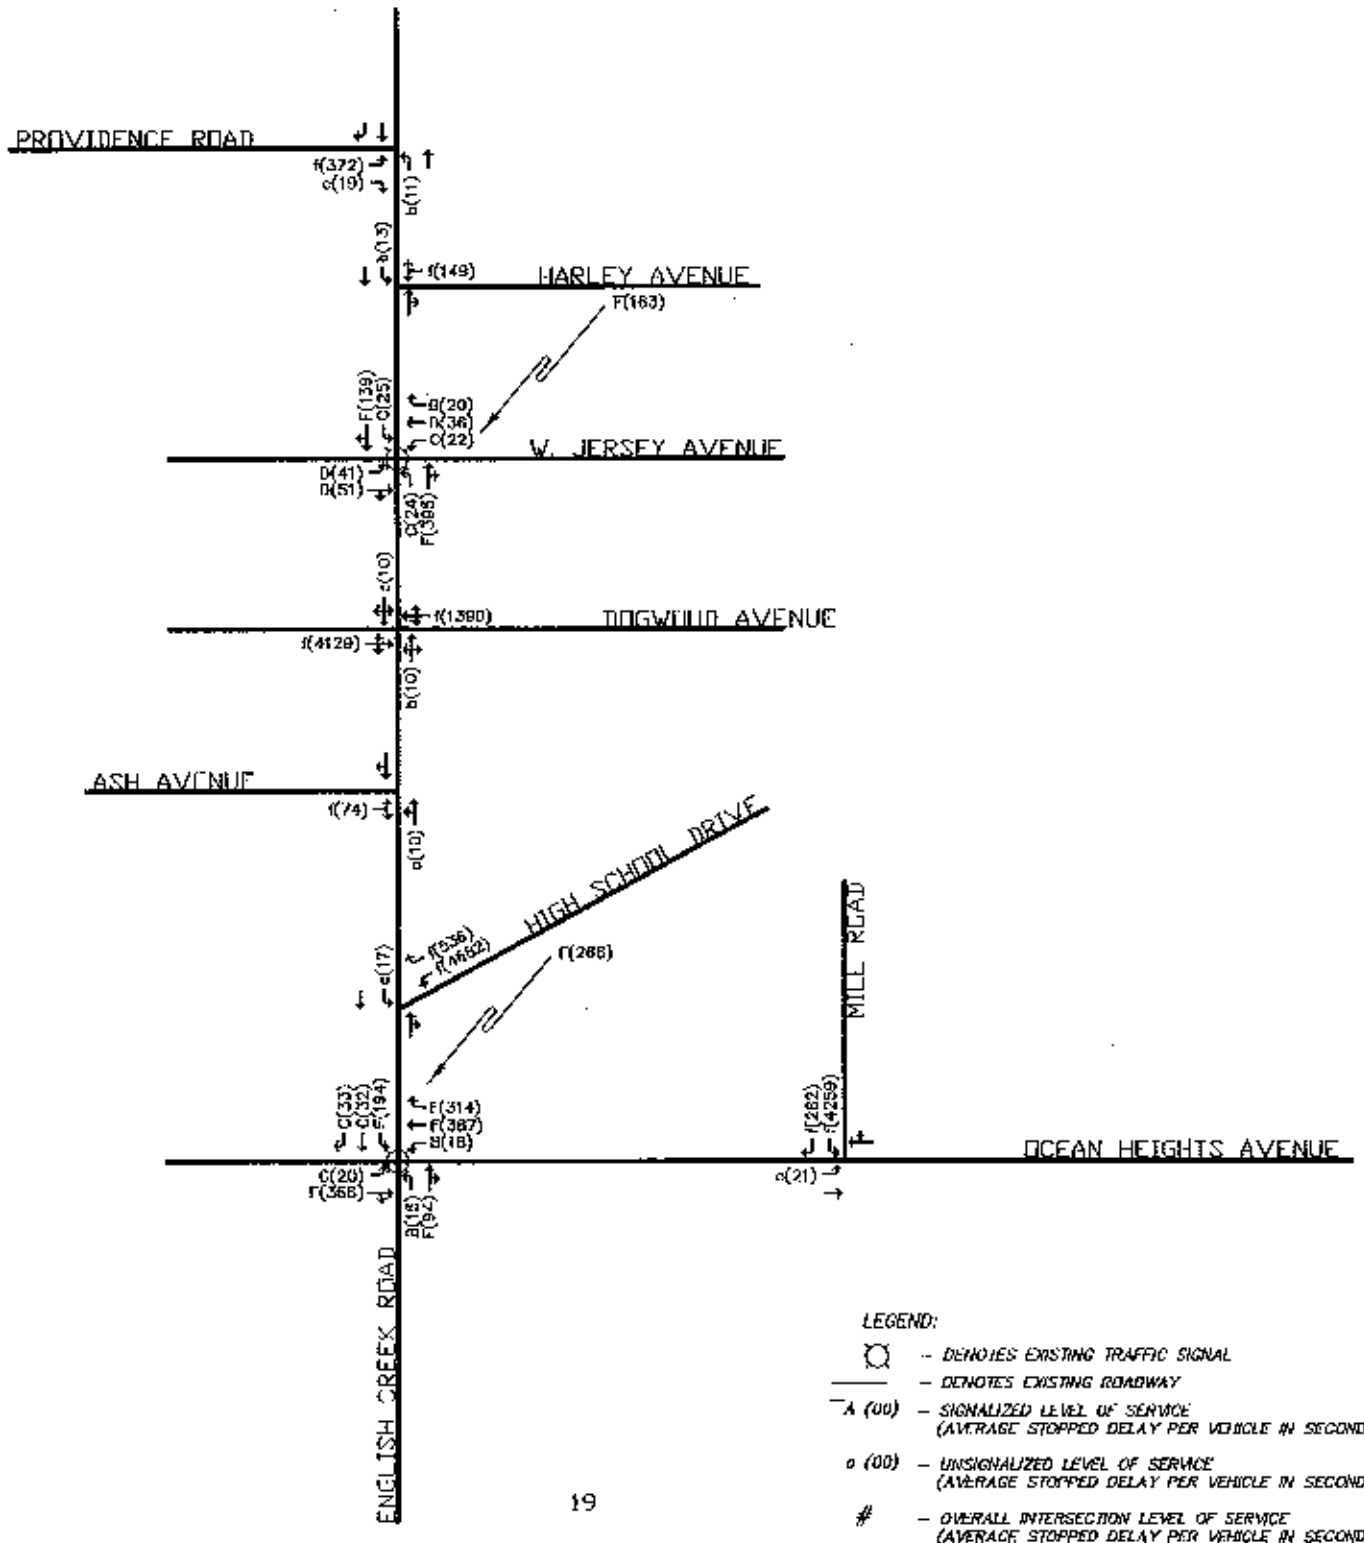 PROVIDENCE ROAD
f(372)
c(19)
b(11)
b(13)
f(149)
HARLEY AVENUE
F(163)
F(139)
C(25)
B(20)
D(36)
C(22)
W. JERSEY AVENUE
D(41)
D(51)
C(24)
F(395)
a(10)
f(1390)
DOGWOOD AVENUE
f(4129)
b(10)
ASH AVENUE
f(74)
a(10)
HIGH SCHOOL DRIVE
f(536)
f(4682)
c(17)
F(266)
MILL ROAD
C(33)
C(32)
F(194)
F(314)
F(367)
B(18)
f(262)
f(4259)
OCEAN HEIGHTS AVENUE
C(20)
F(366)
B(16)
F(94)
c(21)
ENGLISH CREEK ROAD
LEGEND:
- DENOTES EXISTING TRAFFIC SIGNAL
- DENOTES EXISTING ROADWAY
A (00) - SIGNALIZED LEVEL OF SERVICE
(AVERAGE STOPPED DELAY PER VEHICLE IN SECOND
a (00) - UNSIGNALIZED LEVEL OF SERVICE
(AVERAGE STOPPED DELAY PER VEHICLE IN SECOND
# - OVERALL INTERSECTION LEVEL OF SERVICE
(AVERAGE STOPPED DELAY PER VEHICLE IN SECOND
19